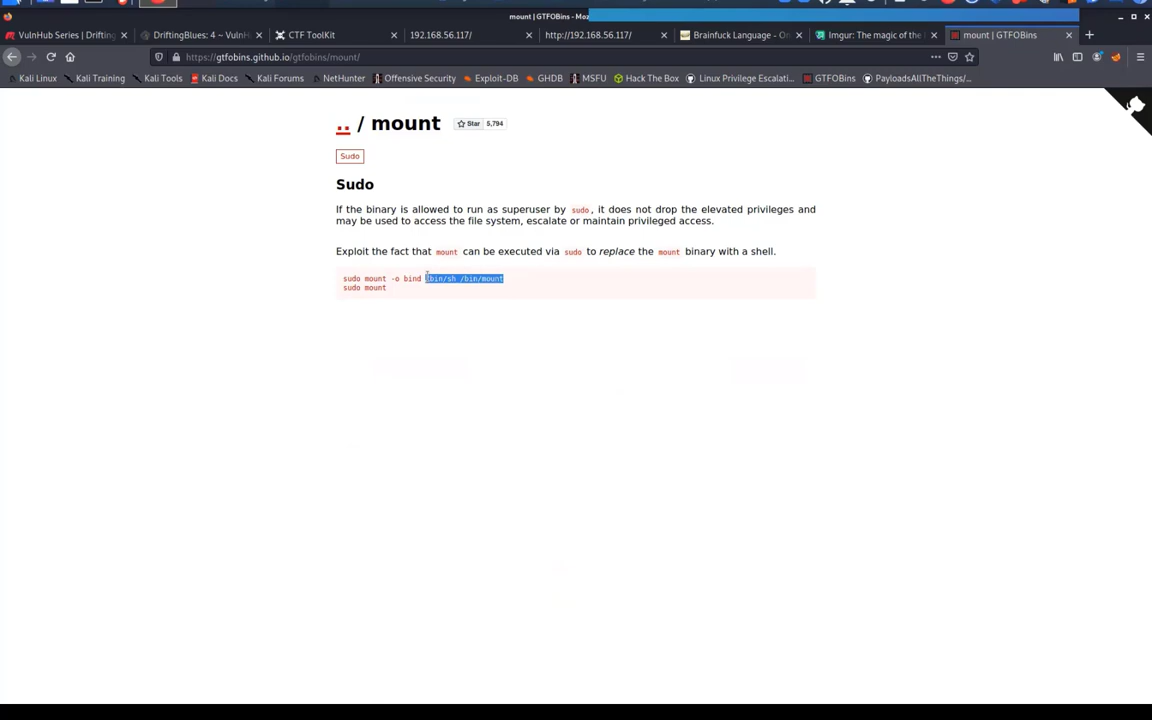 mount | GTFOBins - Moz
VulnHub Series | Drifting
DriftingBlues: 4 ~ VulnH
CTF ToolKit
192.168.56.117/
http://192.168.56.117/
Brainfuck Language - On
Imgur: The magic of the I
mount | GTFOBins
https://gtfobins.github.io/gtfobins/mount/
Kali Linux
Kali Training
Kali Tools
Kali Docs
Kali Forums
NetHunter
Offensive Security
Exploit-DB
GHDB
MSFU
Hack The Box
Linux Privilege Escalati...
GTFOBins
PayloadsAllTheThings/...
.. / mount
Star 5,794
Sudo
Sudo
If the binary is allowed to run as superuser by sudo, it does not drop the elevated privileges and
may be used to access the file system, escalate or maintain privileged access.
Exploit the fact that mount can be executed via sudo to replace the mount binary with a shell.
sudo mount -o bind /bin/sh /bin/mount
sudo mount